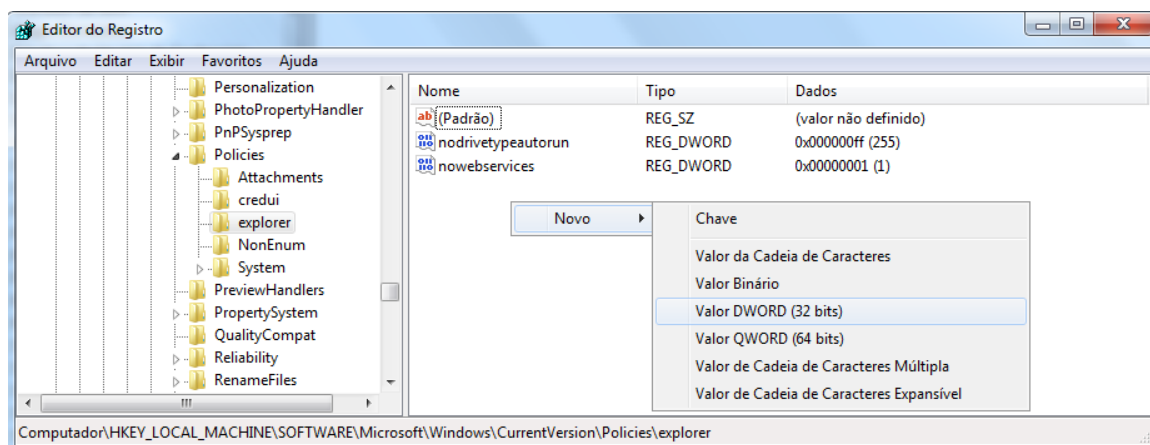 Editor do Registro
Arquivo Editar Exibir Favoritos Ajuda
Personalization
PhotoPropertyHandler
PnPSysprep
Policies
Attachments
credui
explorer
NonEnum
System
PreviewHandlers
PropertySystem
QualityCompat
Reliability
RenameFiles
Nome Tipo Dados
(Padrão) REG_SZ (valor não definido)
nodrivetypeautorun REG_DWORD 0x000000ff (255)
nowebservices REG_DWORD 0x00000001 (1)
Novo
Chave
Valor da Cadeia de Caracteres
Valor Binário
Valor DWORD (32 bits)
Valor QWORD (64 bits)
Valor de Cadeia de Caracteres Múltipla
Valor de Cadeia de Caracteres Expansível
Computador\HKEY_LOCAL_MACHINE\SOFTWARE\Microsoft\Windows\CurrentVersion\Policies\explorer